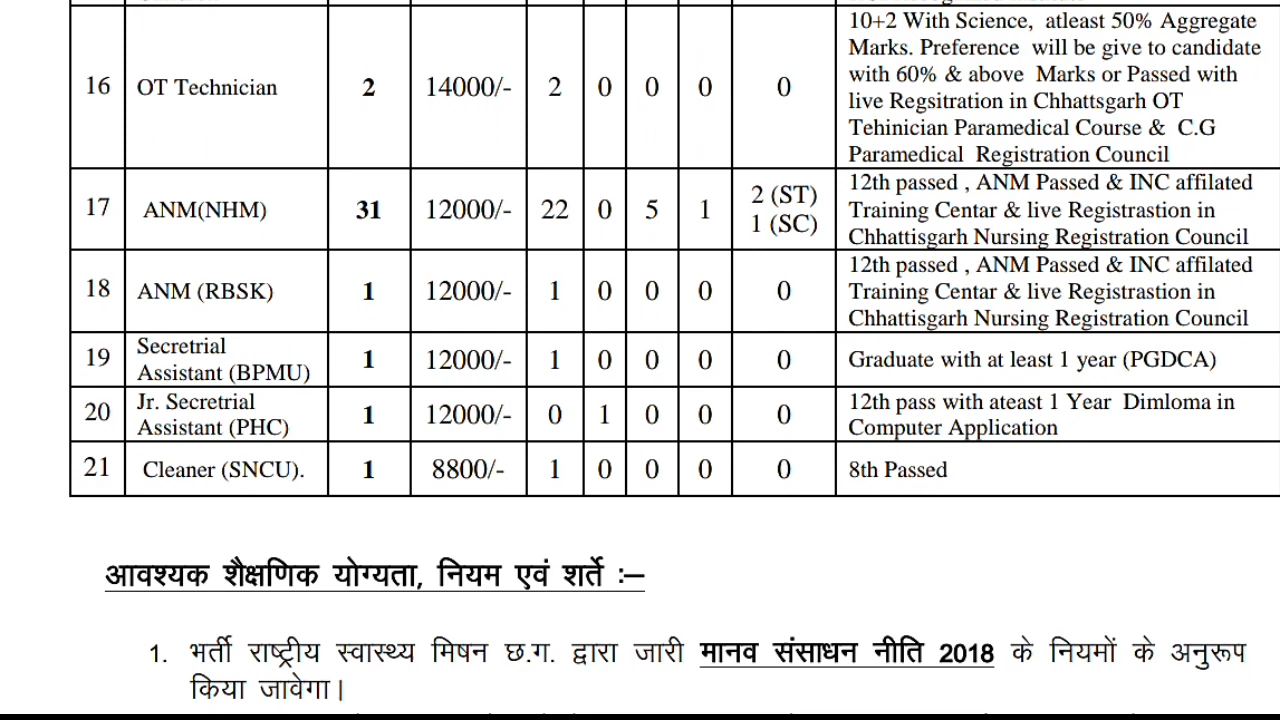 10+2 With Science, atleast 50% Aggregate
Marks. Preference will be give to candidate
with 60% & above Marks or Passed with
16 OT Technician 2 14000/- 2 0 0 0 0 live Regsitration in Chhattsgarh OT
Tehinician Paramedical Course & C.G
Paramedical Registration Council
12th passed , ANM Passed & INC affilated
17 ANM(NHM) 31 12000/- 22 0 5 1 2 (ST) Training Centar & live Registrastion in
1 (SC) Chhattisgarh Nursing Registration Council
12th passed , ANM Passed & INC affilated
18 ANM (RBSK) 1 12000/- 1 0 0 0 0 Training Centar & live Registrastion in
Chhattisgarh Nursing Registration Council
19 Secretrial
Assistant (BPMU) 1 12000/- 1 0 0 0 0 Graduate with at least 1 year (PGDCA)
20 Jr. Secretrial
Assistant (PHC) 1 12000/- 0 1 0 0 0 12th pass with ateast 1 Year Dimloma in
Computer Application
21 Cleaner (SNCU). 1 8800/- 1 0 0 0 0 8th Passed
आवश्यक शैक्षणिक योग्यता, नियम एवं शर्ते :–
1. भर्ती राष्ट्रीय स्वास्थ्य मिषन छ.ग. द्वारा जारी मानव संसाधन नीति 2018 के नियमों के अनुरूप
किया जावेगा।